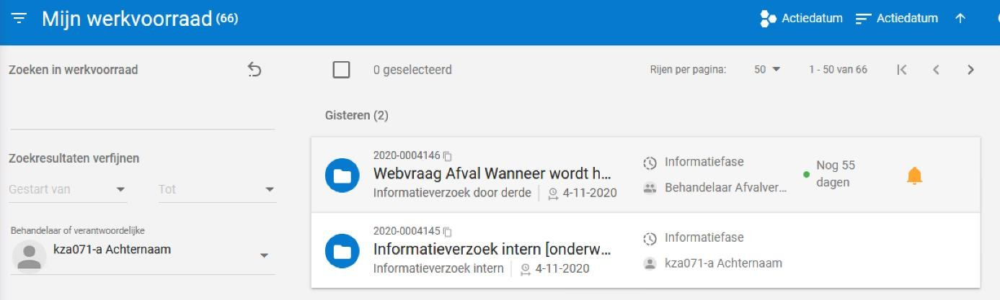 Mijn werkvoorraad (66)
Actiedatum
Actiedatum
Zoeken in werkvoorraad
0 geselecteerd
Rijen per pagina: 50
1 - 50 van 66
Zoekresultaten verfijnen
Gestart van
Tot
Behandelaar of verantwoordelijke
kza071-a Achternaam
Gisteren (2)
2020-0004146
Webvraag Afval Wanneer wordt h...
Informatieverzoek door derde
4-11-2020
Informatiefase
Behandelaar Afvalver...
Nog 55
dagen
2020-0004145
Informatieverzoek intern [onderw...
Informatieverzoek intern
4-11-2020
Informatiefase
kza071-a Achternaam